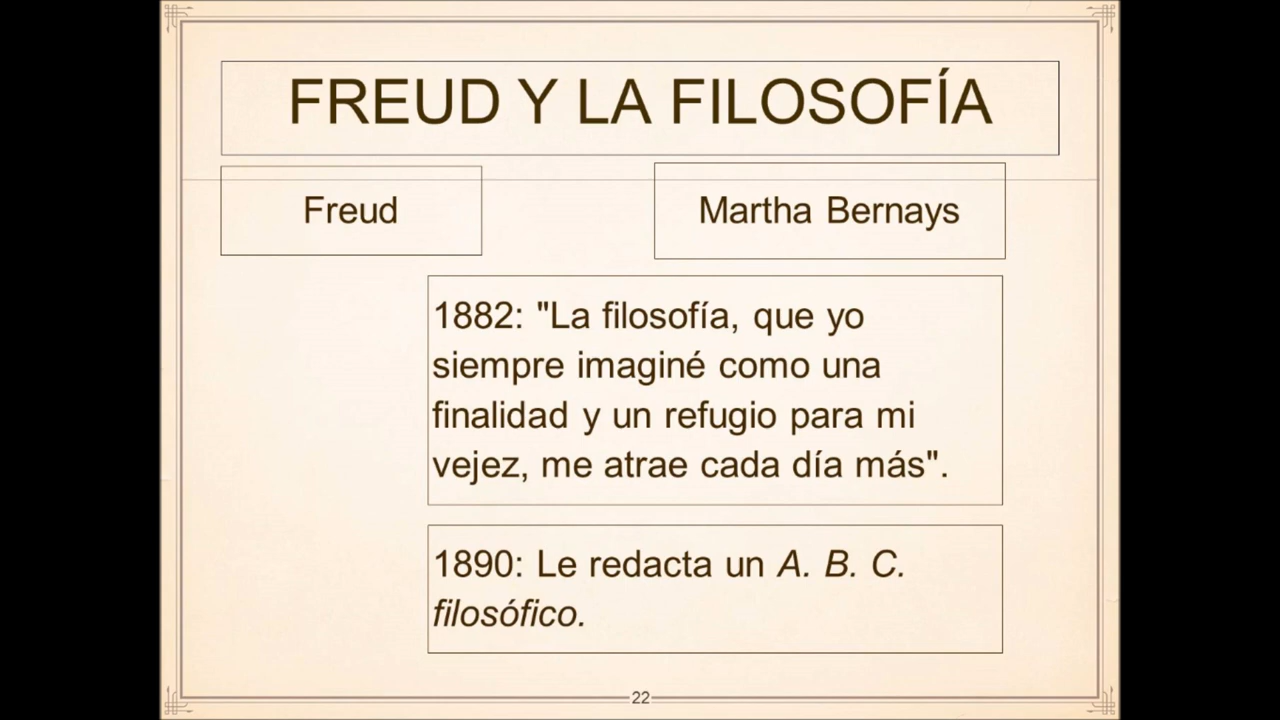 FREUD Y LA FILOSOFÍA
Freud
Martha Bernays
1882: "La filosofía, que yo
siempre imaginé como una
finalidad y un refugio para mi
vejez, me atrae cada día más".
1890: Le redacta un A. B. C.
filosófico.
22